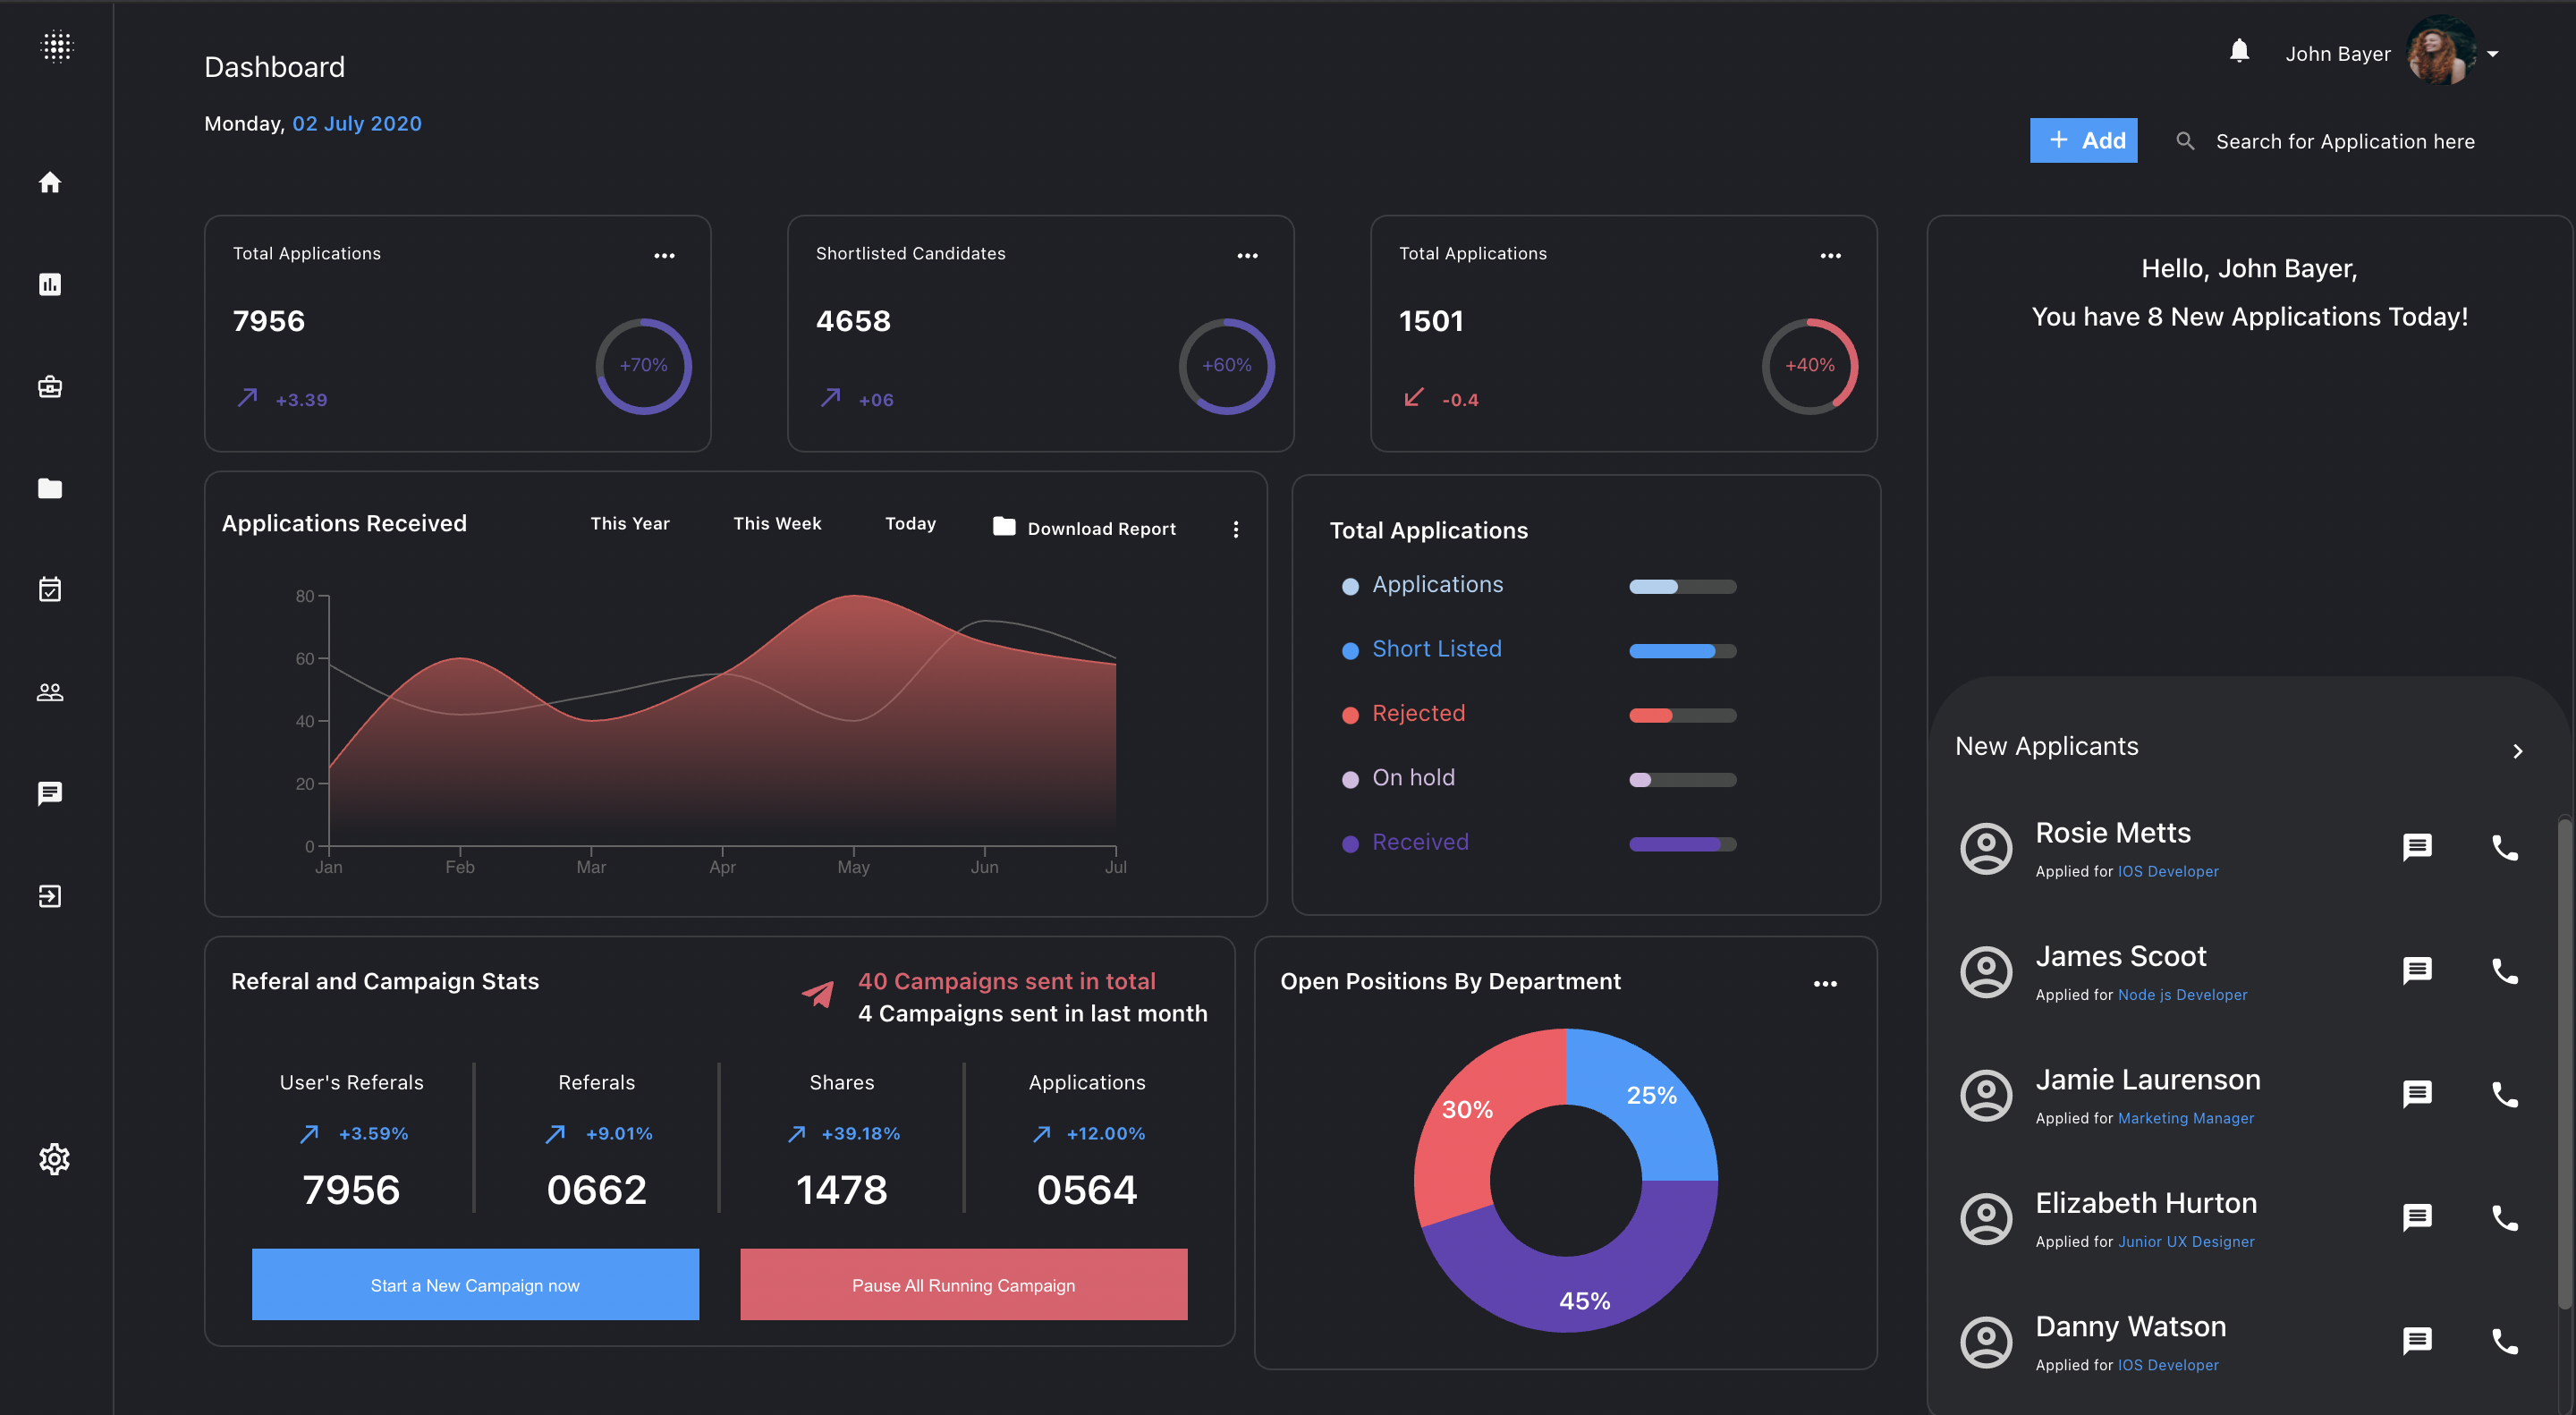 Dashboard
Monday, 02 July 2020
John Bayer
+ Add
Search for Application here
Total Applications
7956
+3.39
+70%
Shortlisted Candidates
4658
+06
+60%
Total Applications
1501
-0.4
+40%
Hello, John Bayer,
You have 8 New Applications Today!
Applications Received
This Year
This Week
Today
Download Report
80
60
40
20
0
Jan
Feb
Mar
Apr
May
Jun
Jul
Total Applications
Applications
Short Listed
Rejected
On hold
Received
Referal and Campaign Stats
40 Campaigns sent in total
4 Campaigns sent in last month
User's Referals
+3.59%
7956
Referals
+9.01%
0662
Shares
+39.18%
1478
Applications
+12.00%
0564
Start a New Campaign now
Pause All Running Campaign
Open Positions By Department
30%
25%
45%
New Applicants
Rosie Metts
Applied for IOS Developer
James Scoot
Applied for Node js Developer
Jamie Laurenson
Applied for Marketing Manager
Elizabeth Hurton
Applied for Junior UX Designer
Danny Watson
Applied for IOS Developer